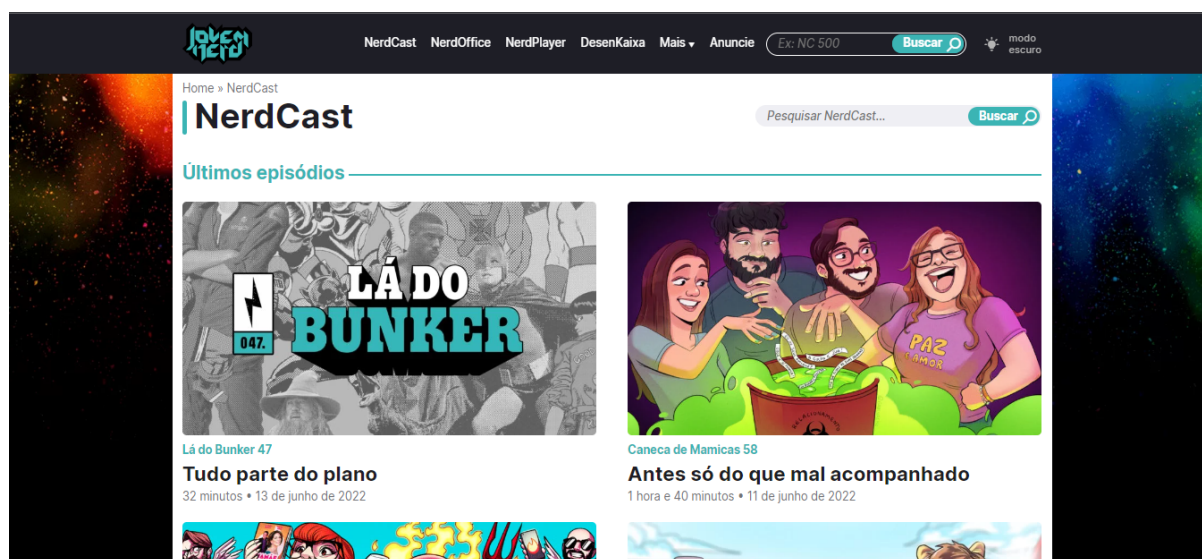 Jovem
nerd
NerdCast NerdOffice NerdPlayer DesenKaixa Mais Anuncie Ex: NC 500 Buscar modo
escuro
Home » NerdCast
NerdCast
Pesquisar NerdCast... Buscar
Últimos episódios
LÁ DO
BUNKER
047.
PAZ
E AMOR
RELACIONAMENTO
Lá do Bunker 47
Tudo parte do plano
32 minutos • 13 de junho de 2022
Caneca de Mamicas 58
Antes só do que mal acompanhado
1 hora e 40 minutos • 11 de junho de 2022